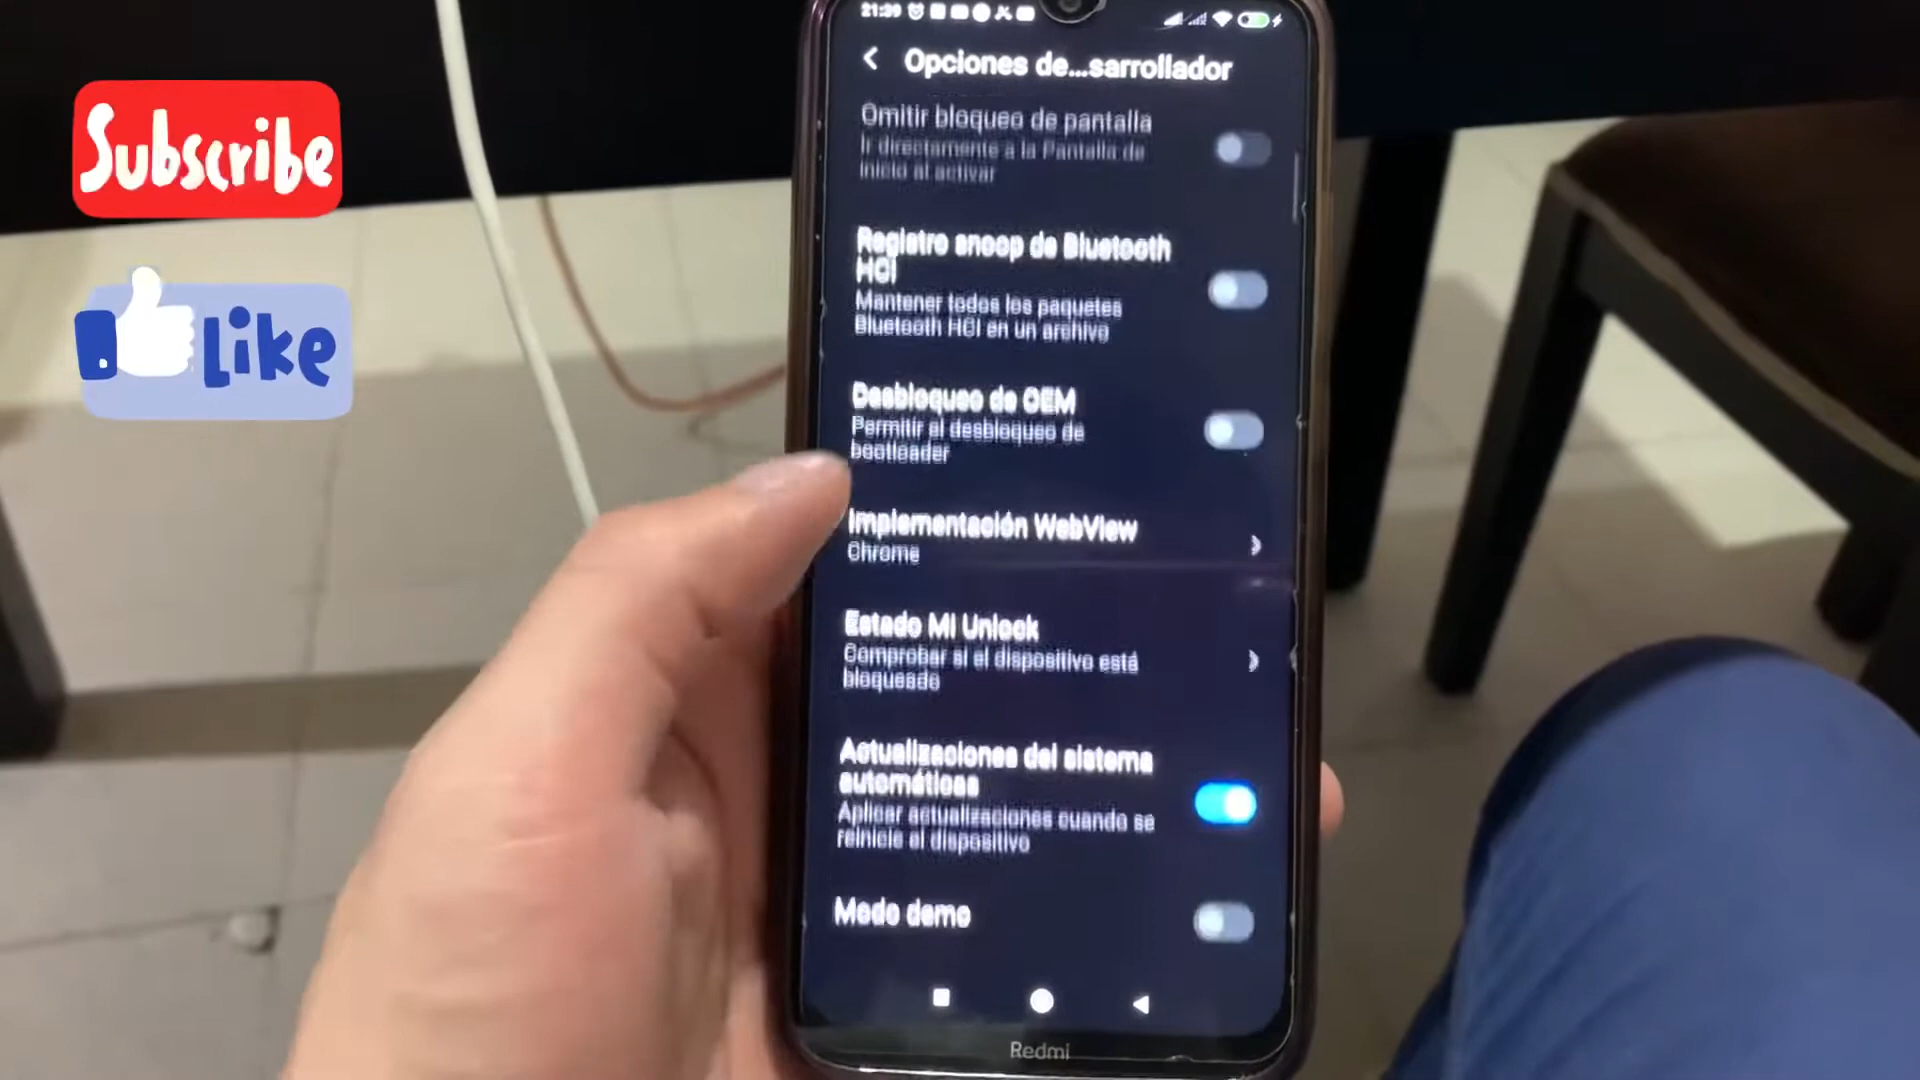 21:39
Opciones de...sarrollador
Omitir bloqueo de pantalla
Ir directamente a la Pantalla de
inicio al activar
Registro snoop de Bluetooth
HCI
Mantener todos los paquetes
Bluetooth HCI en un archivo
Desbloqueo de OEM
Permitir el desbloqueo de
bootloader
Implementación WebView
Chrome
Estado Mi Unlock
Comprobar si el dispositivo está
bloqueado
Actualizaciones del sistema
automáticas
Aplicar actualizaciones cuando se
reinicie el dispositivo
Modo demo
Redmi
Subscribe
Like